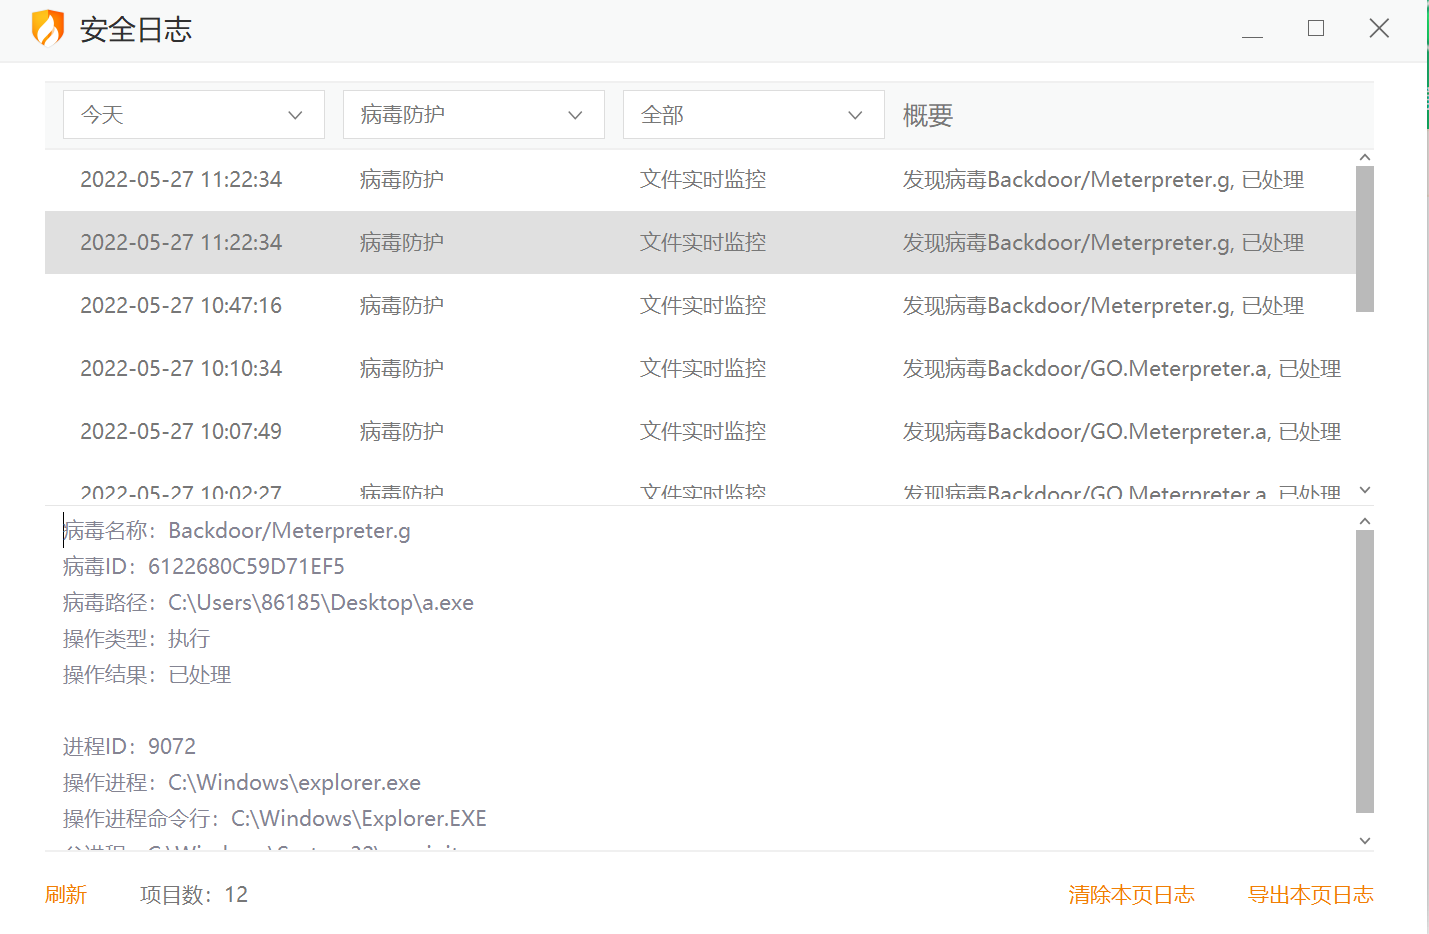 安全日志
今天 病毒防护 全部 概要
2022-05-27 11:22:34 病毒防护 文件实时监控 发现病毒Backdoor/Meterpreter.g, 已处理
2022-05-27 11:22:34 病毒防护 文件实时监控 发现病毒Backdoor/Meterpreter.g, 已处理
2022-05-27 10:47:16 病毒防护 文件实时监控 发现病毒Backdoor/Meterpreter.g, 已处理
2022-05-27 10:10:34 病毒防护 文件实时监控 发现病毒Backdoor/GO.Meterpreter.a, 已处理
2022-05-27 10:07:49 病毒防护 文件实时监控 发现病毒Backdoor/GO.Meterpreter.a, 已处理
2022-05-27 10:02:27 病毒防护 文件实时监控 发现病毒Backdoor/GO.Meterpreter.a, 已处理
病毒名称：Backdoor/Meterpreter.g
病毒ID：6122680C59D71EF5
病毒路径：C:\Users\86185\Desktop\a.exe
操作类型：执行
操作结果：已处理
进程ID：9072
操作进程：C:\Windows\explorer.exe
操作进程命令行：C:\Windows\Explorer.EXE
刷新 项目数：12 清除本页日志 导出本页日志